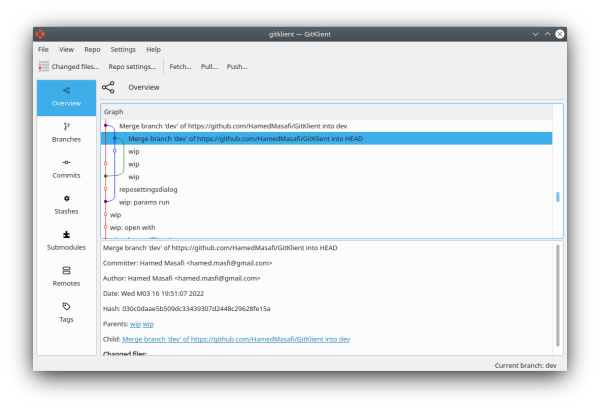 gitklient — GitKlient
File View Repo Settings Help
Changed files... Repo settings... Fetch... Pull... Push...
Overview
Branches
Commits
Stashes
Submodules
Remotes
Tags
Overview
Graph
Merge branch 'dev' of https://github.com/HamedMasafi/GitKlient into dev
Merge branch 'dev' of https://github.com/HamedMasafi/GitKlient into HEAD
wip
wip
wip
reposettingsdialog
wip: params run
wip
wip: open with
Merge branch 'dev' of https://github.com/HamedMasafi/GitKlient into HEAD
Committer: Hamed Masafi <hamed.masfi@gmail.com>
Author: Hamed Masafi <hamed.masfi@gmail.com>
Date: Wed M03 16 19:51:07 2022
Hash: 030c0daae5b509dc33439307d2448c29628fe15a
Parents: wip wip
Child: Merge branch 'dev' of https://github.com/HamedMasafi/GitKlient into dev
Changed files:
Current branch: dev